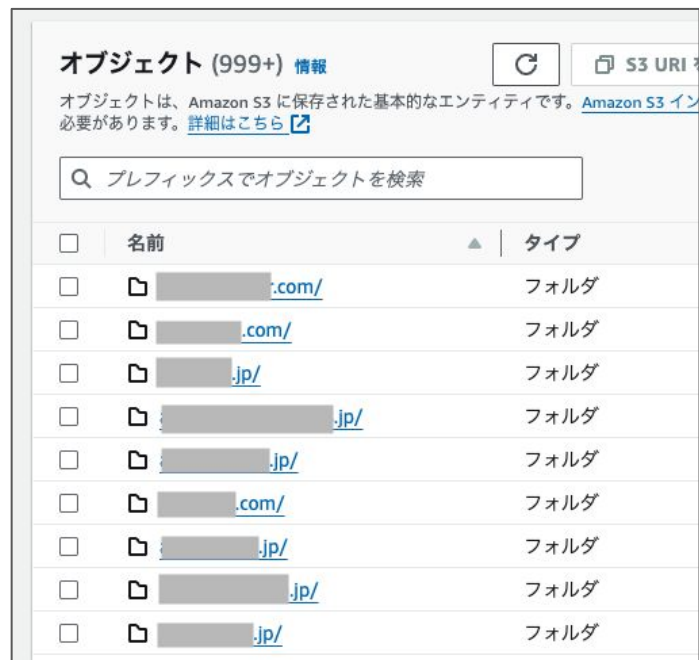 オブジェクト (999+) 情報
S3 URI
オブジェクトは、Amazon S3 に保存された基本的なエンティティです。Amazon S3 イン
必要があります。詳細はこちら
プレフィックスでオブジェクトを検索
名前 タイプ
.com/ フォルダ
.com/ フォルダ
.jp/ フォルダ
.jp/ フォルダ
.jp/ フォルダ
.com/ フォルダ
.jp/ フォルダ
.jp/ フォルダ
.jp/ フォルダ